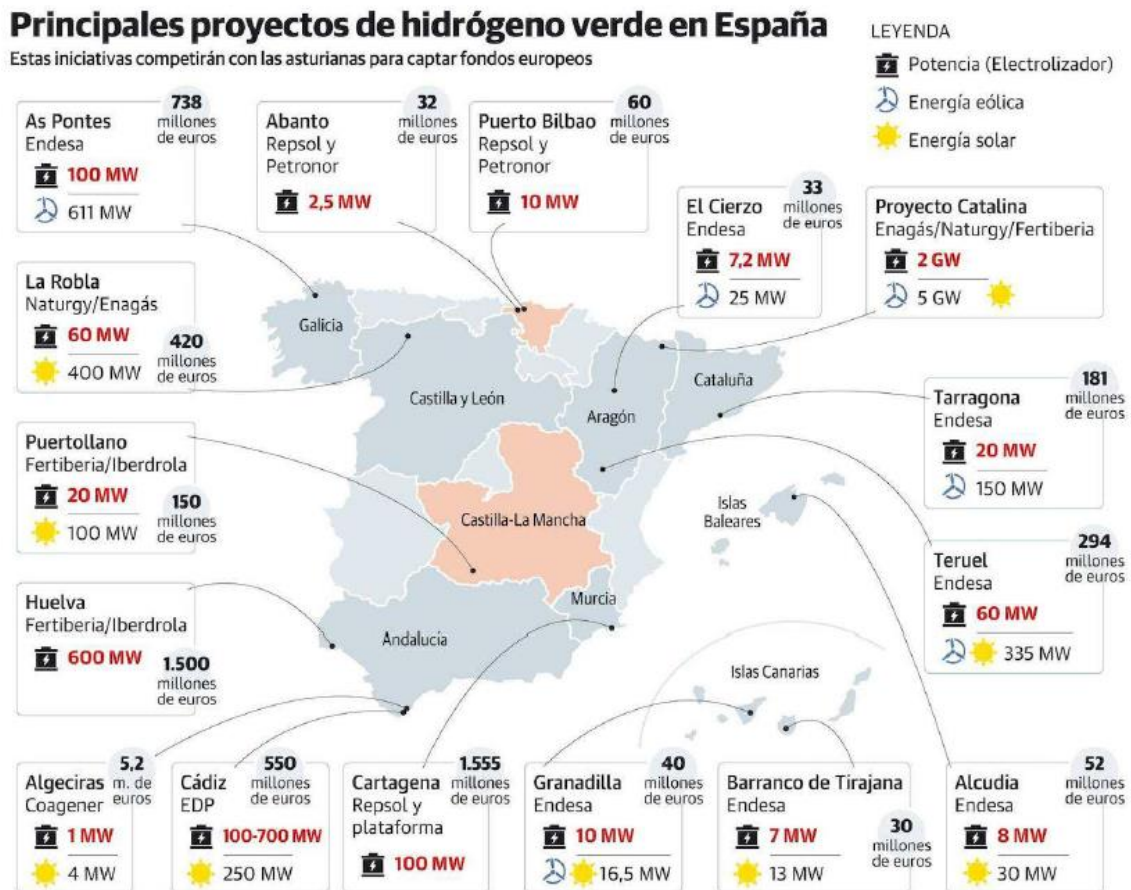 Principales proyectos de hidrógeno verde en España
Estas iniciativas competirán con las asturianas para captar fondos europeos
LEYENDA
Potencia (Electrolizador)
Energía eólica
Energía solar
As Pontes
Endesa
100 MW
611 MW
738
millones
de euros
Abanto
Repsol y
Petronor
2,5 MW
32
millones
de euros
Puerto Bilbao
Repsol y
Petronor
10 MW
60
millones
de euros
El Cierzo
Endesa
7,2 MW
25 MW
33
millones
de euros
Proyecto Catalina
Enagás/Naturgy/Fertiberia
2 GW
5 GW
La Robla
Naturgy/Enagás
60 MW
400 MW
420
millones
de euros
Galicia
Castilla y León
Aragón
Cataluña
Tarragona
Endesa
20 MW
150 MW
181
millones
de euros
Puertollano
Fertiberia/Iberdrola
20 MW
100 MW
150
millones
de euros
Castilla-La Mancha
Islas
Baleares
Teruel
Endesa
60 MW
335 MW
294
millones
de euros
Huelva
Fertiberia/Iberdrola
600 MW
1.500
millones
de euros
Murcia
Andalucía
Islas Canarias
Algeciras
Coagener
1 MW
4 MW
5,2
m. de
euros
Cádiz
EDP
100-700 MW
250 MW
550
millones
de euros
Cartagena
Repsol y
plataforma
100 MW
1.555
millones
de euros
Granadilla
Endesa
10 MW
16,5 MW
40
millones
de euros
Barranco de Tirajana
Endesa
7 MW
13 MW
30
millones
de euros
Alcudia
Endesa
8 MW
30 MW
52
millones
de euros